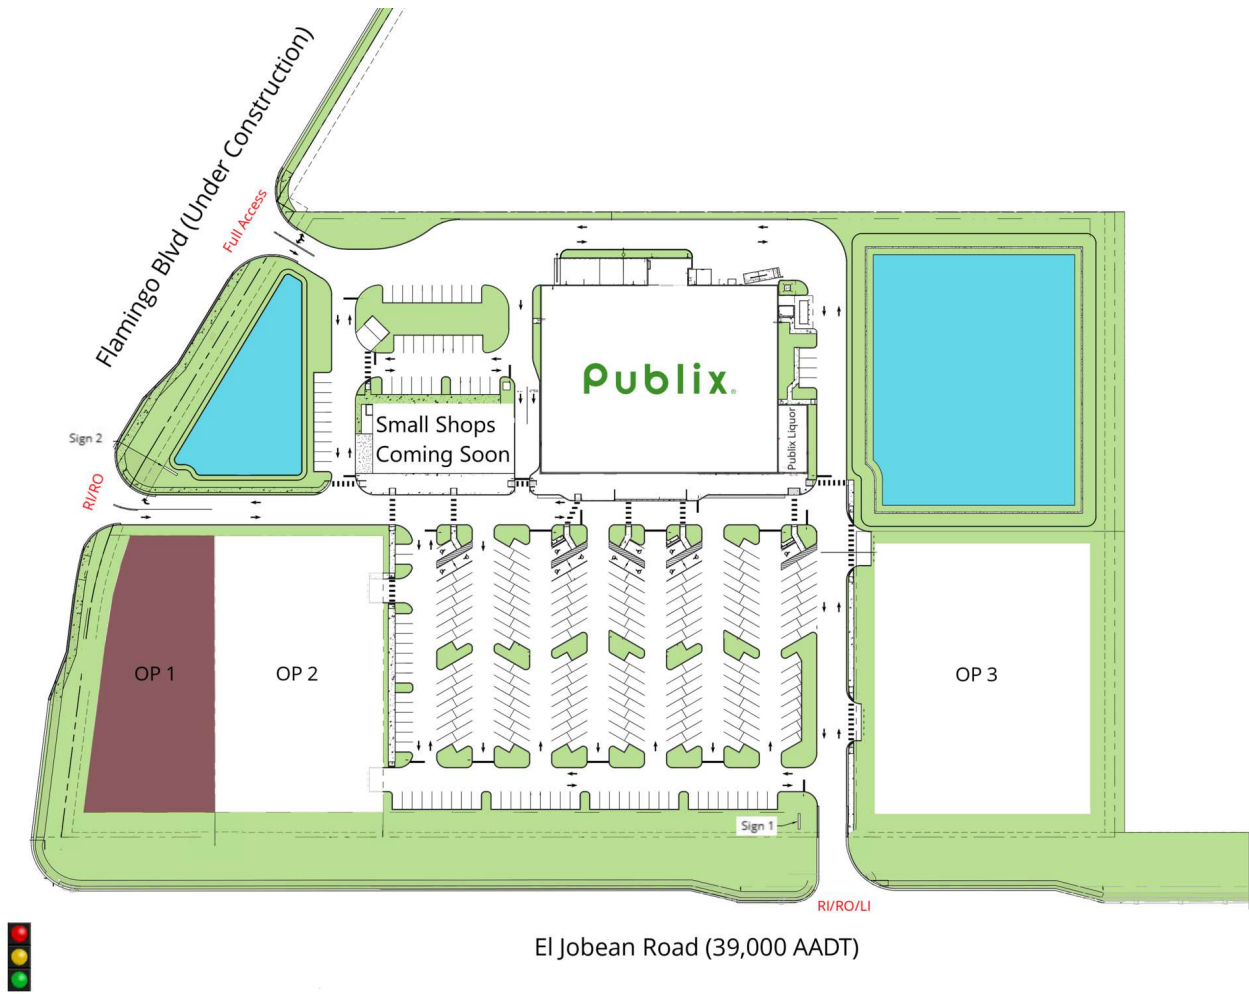 Flamingo Blvd (Under Construction)
Full Access
Publix
Small Shops
Coming Soon
Publix Liquor
Sign 2
RI/RO
OP 1
OP 2
OP 3
Sign 1
RI/RO/LI
El Jobean Road (39,000 AADT)